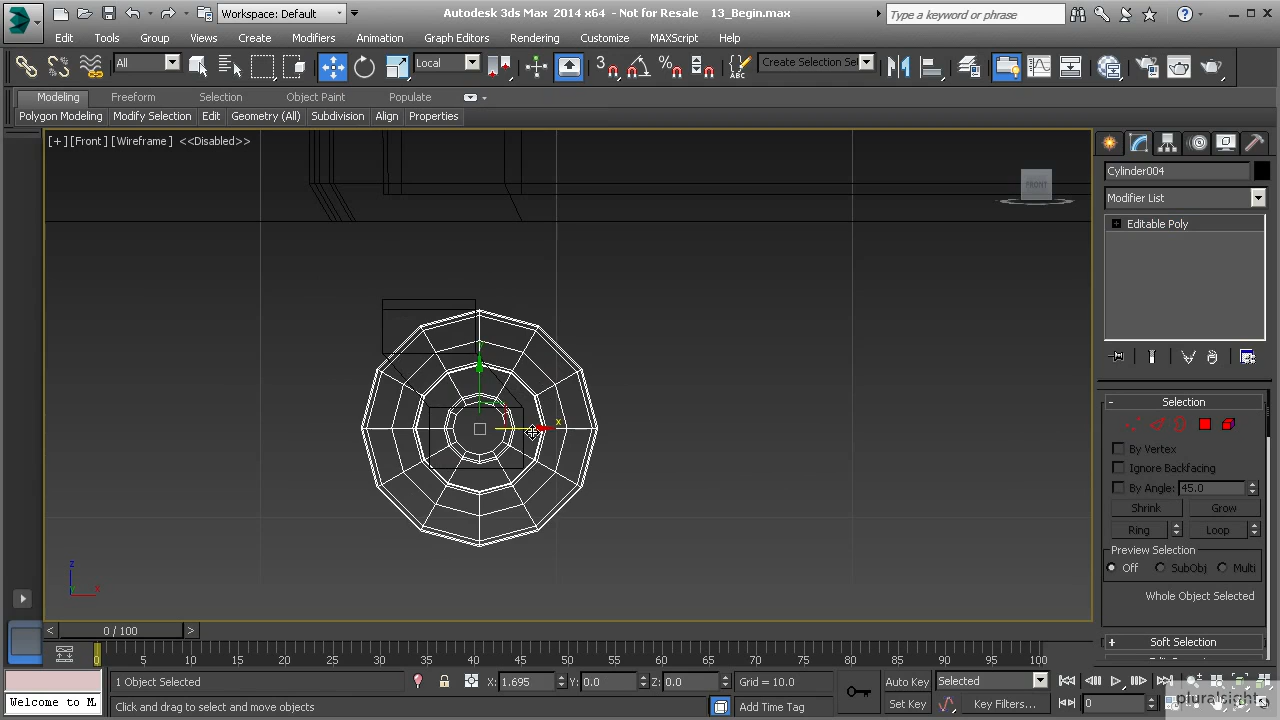 Workspace: Default
Autodesk 3ds Max 2014 x64 - Not for Resale 13_Begin.max
Type a keyword or phrase
Edit Tools Group Views Create Modifiers Animation Graph Editors Rendering Customize MAXScript Help
All
Local
3
Create Selection Se
Modeling Freeform Selection Object Paint Populate
Polygon Modeling Modify Selection Edit Geometry (All) Subdivision Align Properties
[+] [Front] [Wireframe] <<Disabled>>
FRONT
y
x
z
x
Cylinder004
Modifier List
Editable Poly
Selection
By Vertex
Ignore Backfacing
By Angle: 45.0
Shrink Grow
Ring Loop
Preview Selection
Off SubObj Multi
Whole Object Selected
Soft Selection
< 0 / 100 >
0 5 10 15 20 25 30 35 40 45 50 55 60 65 70 75 80 85 90 95 100
1 Object Selected
X: 1.695 Y: 0.0 Z: 0.0
Grid = 10.0
Auto Key Selected
Welcome to M
Click and drag to select and move objects
Add Time Tag
Set Key Key Filters...
0
pluralsight